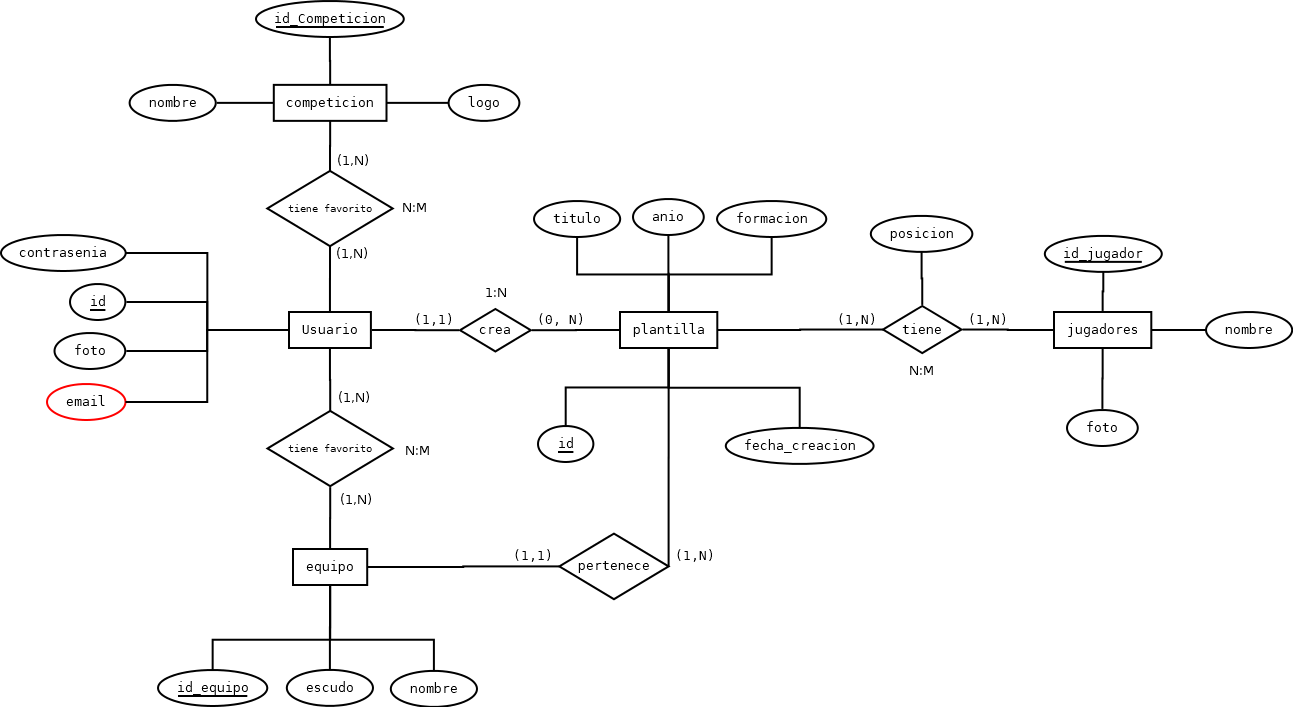 id_Competicion
nombre
competicion
logo
(1,N)
tiene favorito
N:M
(1,N)
titulo
anio
formacion
posicion
contrasenia
id_jugador
id
1:N
Usuario
(1,1)
crea
(0, N)
plantilla
(1,N)
tiene
(1,N)
jugadores
nombre
foto
N:M
email
(1,N)
foto
tiene favorito
N:M
id
fecha_creacion
(1,N)
equipo
(1,1)
pertenece
(1,N)
id_equipo
escudo
nombre